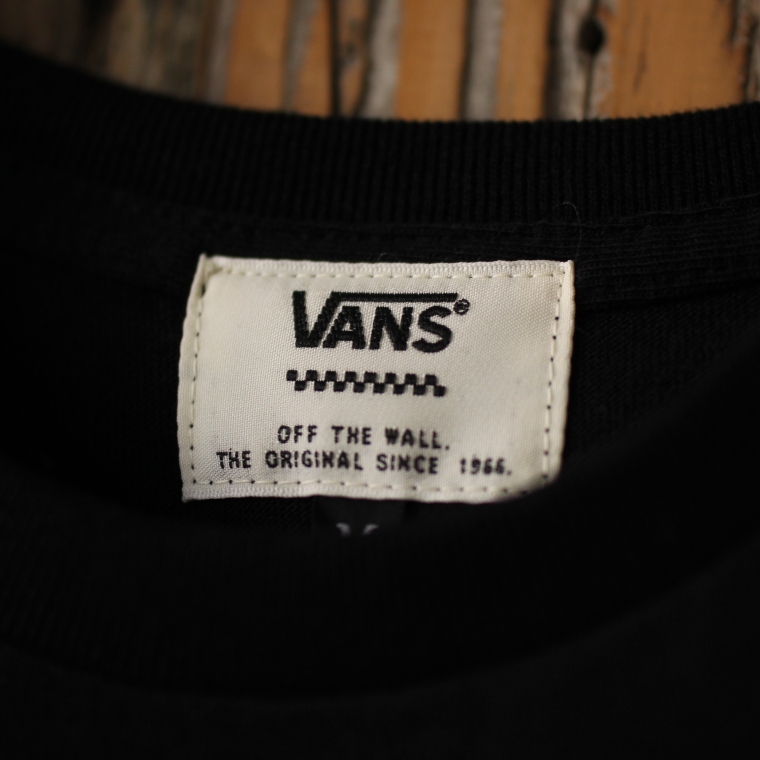 VANS®
OFF THE WALL.
THE ORIGINAL SINCE 1966.